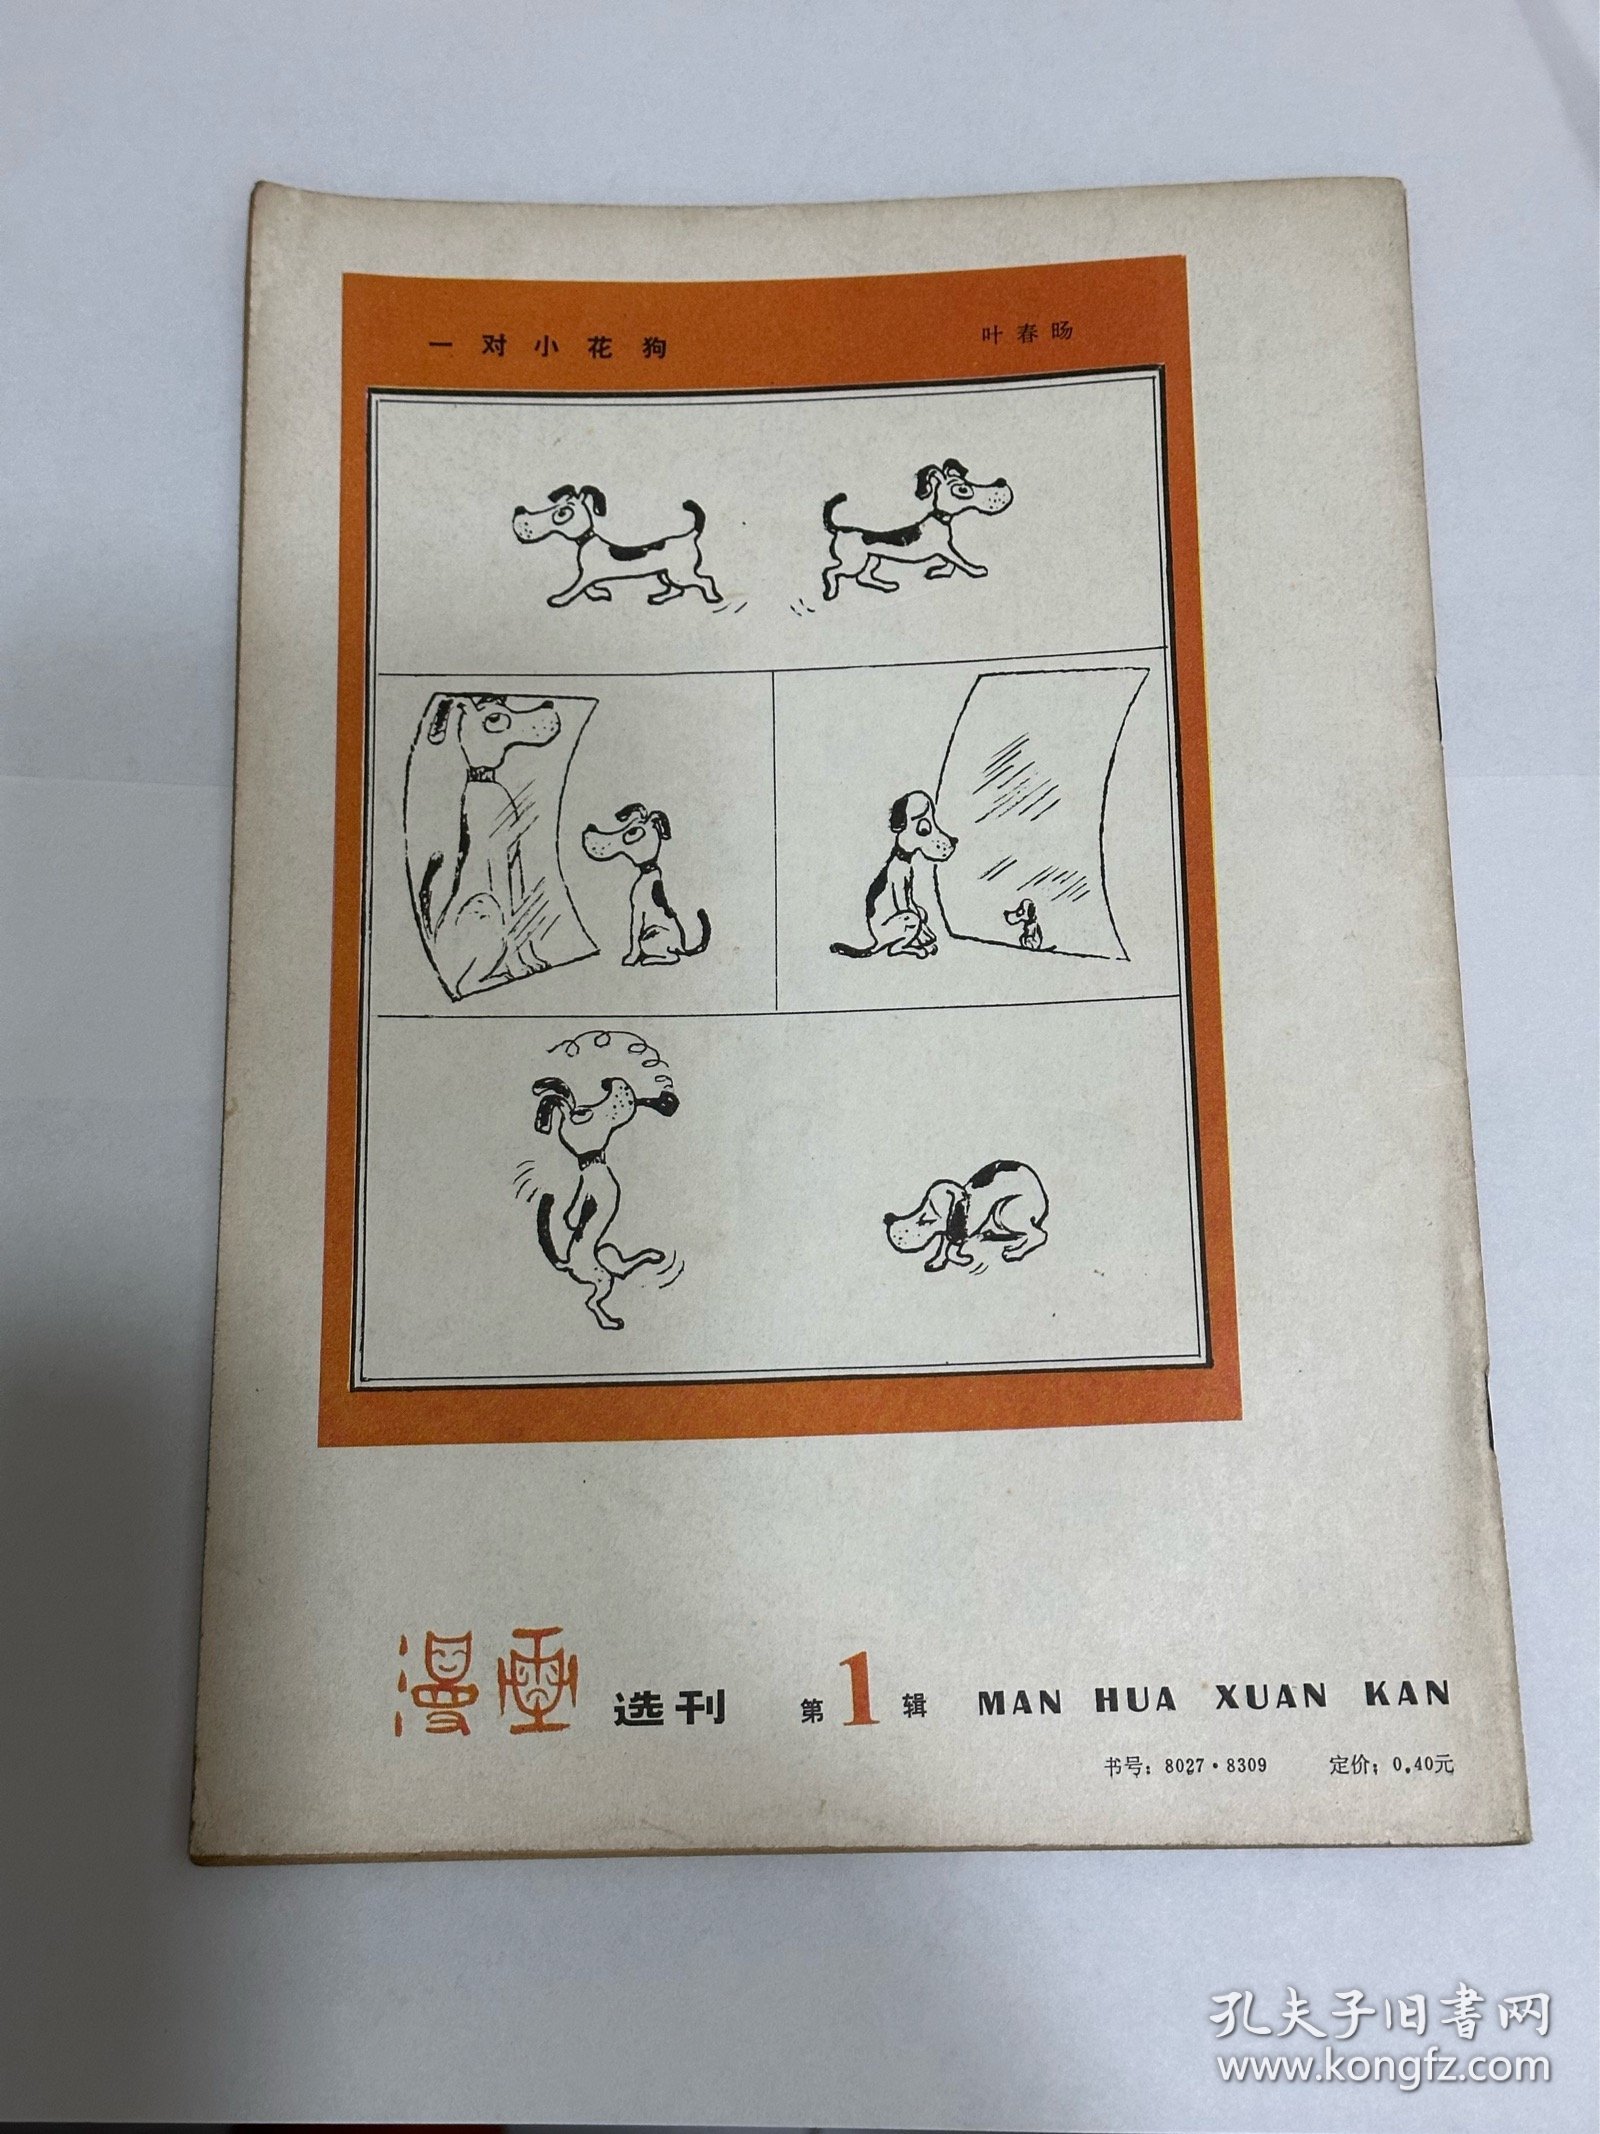 一对小花狗 叶春旸
漫画选刊 第1辑 MAN HUA XUAN KAN
书号：8027·8309 定价：0.40元
孔夫子旧书网
www.kongfz.com